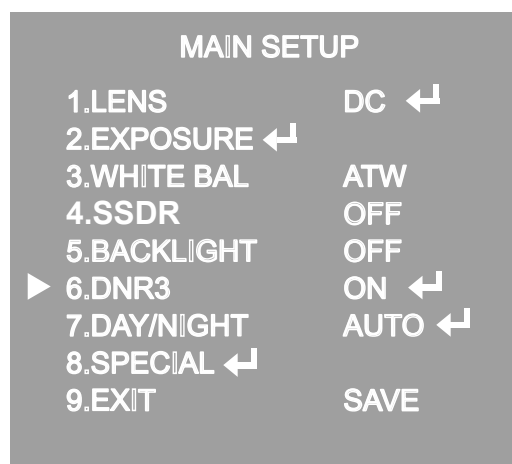 MAIN SETUP
1.LENS DC ↵
2.EXPOSURE ↵
3.WHITE BAL ATW
4.SSDR OFF
5.BACKLIGHT OFF
▶ 6.DNR3 ON ↵
7.DAY/NIGHT AUTO ↵
8.SPECIAL ↵
9.EXIT SAVE